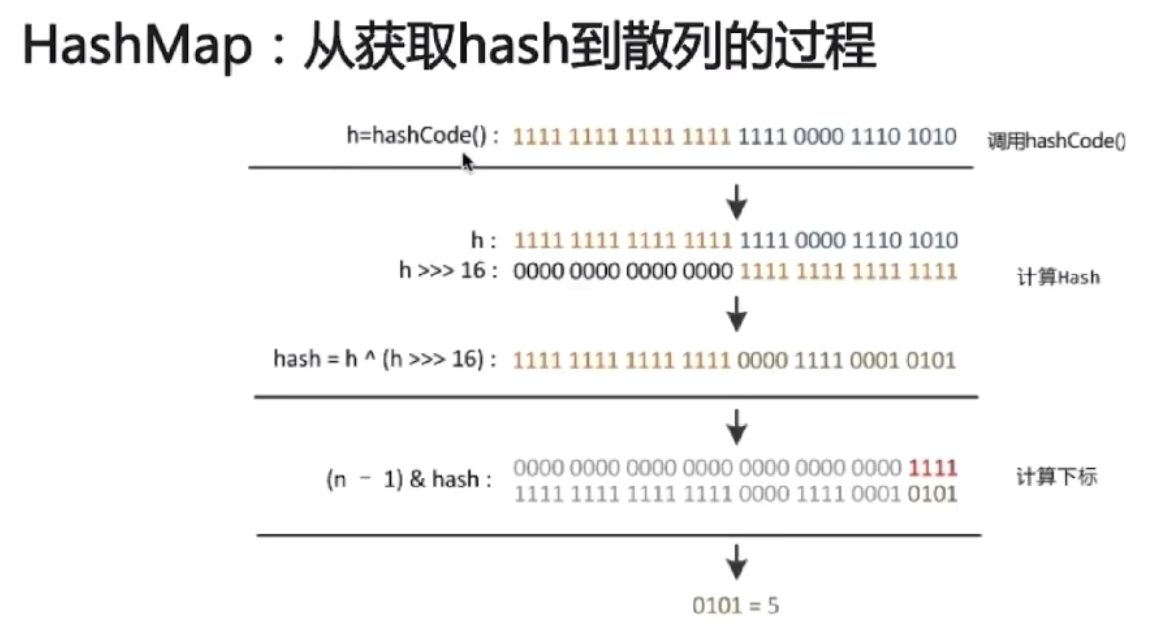 HashMap：从获取hash到散列的过程
h=hashCode() : 1111 1111 1111 1111 1111 0000 1110 1010 调用hashCode()
h : 1111 1111 1111 1111 1111 0000 1110 1010
h >>> 16 : 0000 0000 0000 0000 1111 1111 1111 1111 计算Hash
hash = h ^ (h >>> 16) : 1111 1111 1111 1111 0000 1111 0001 0101
0000 0000 0000 0000 0000 0000 0000 1111
(n － 1) & hash : 计算下标
1111 1111 1111 1111 0000 1111 0001 0101
0101 = 5